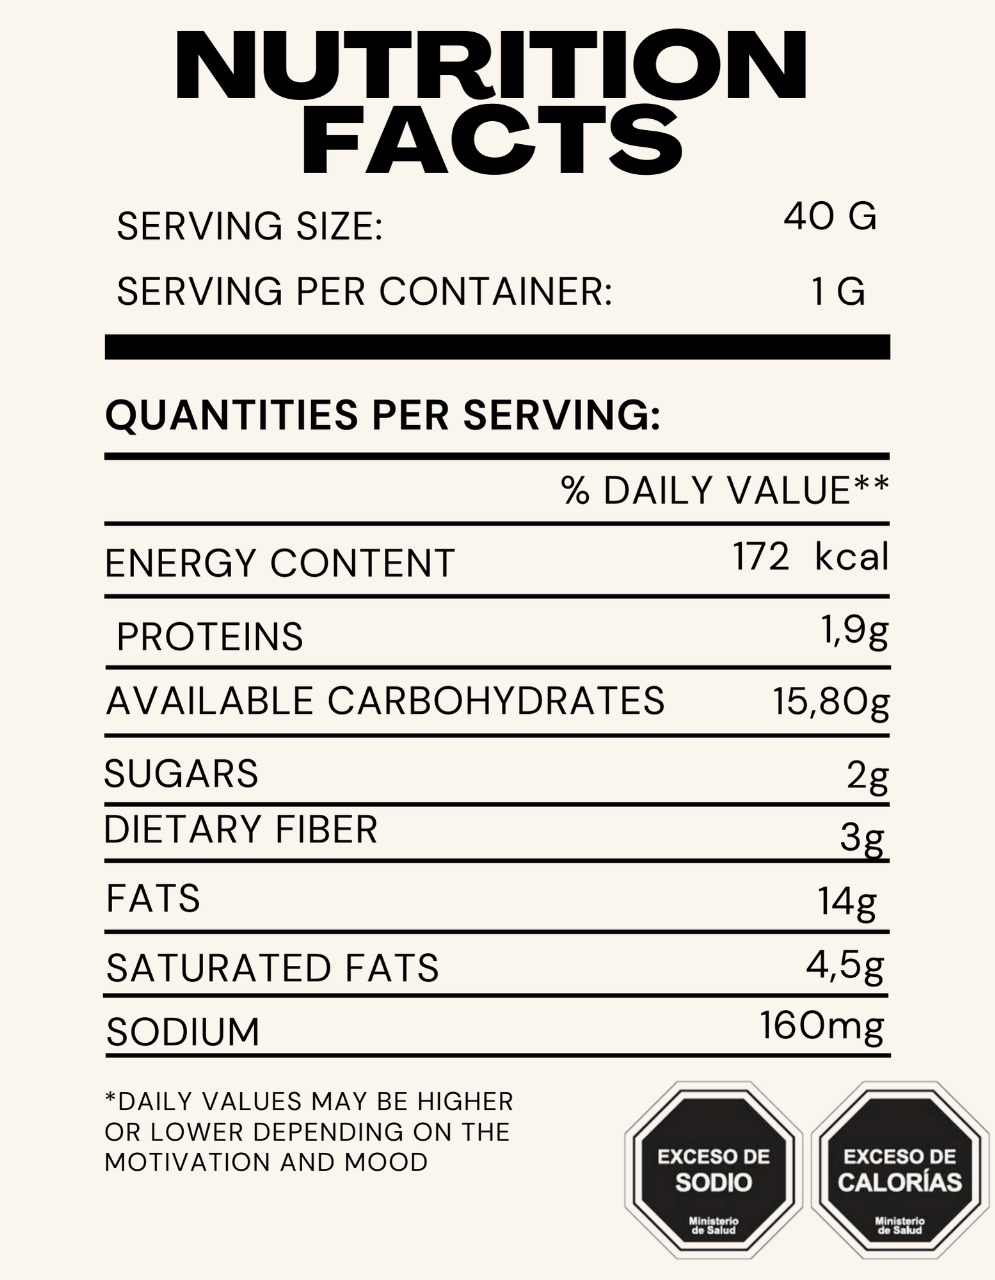 NUTRITION
FACTS
SERVING SIZE: 40 G
SERVING PER CONTAINER: 1 G
QUANTITIES PER SERVING:
% DAILY VALUE**
ENERGY CONTENT 172 kcal
PROTEINS 1,9g
AVAILABLE CARBOHYDRATES 15,80g
SUGARS 2g
DIETARY FIBER 3g
FATS 14g
SATURATED FATS 4,5g
SODIUM 160mg
*DAILY VALUES MAY BE HIGHER
OR LOWER DEPENDING ON THE
MOTIVATION AND MOOD
EXCESO DE
SODIO
Ministerio
de Salud
EXCESO DE
CALORÍAS
Ministerio
de Salud